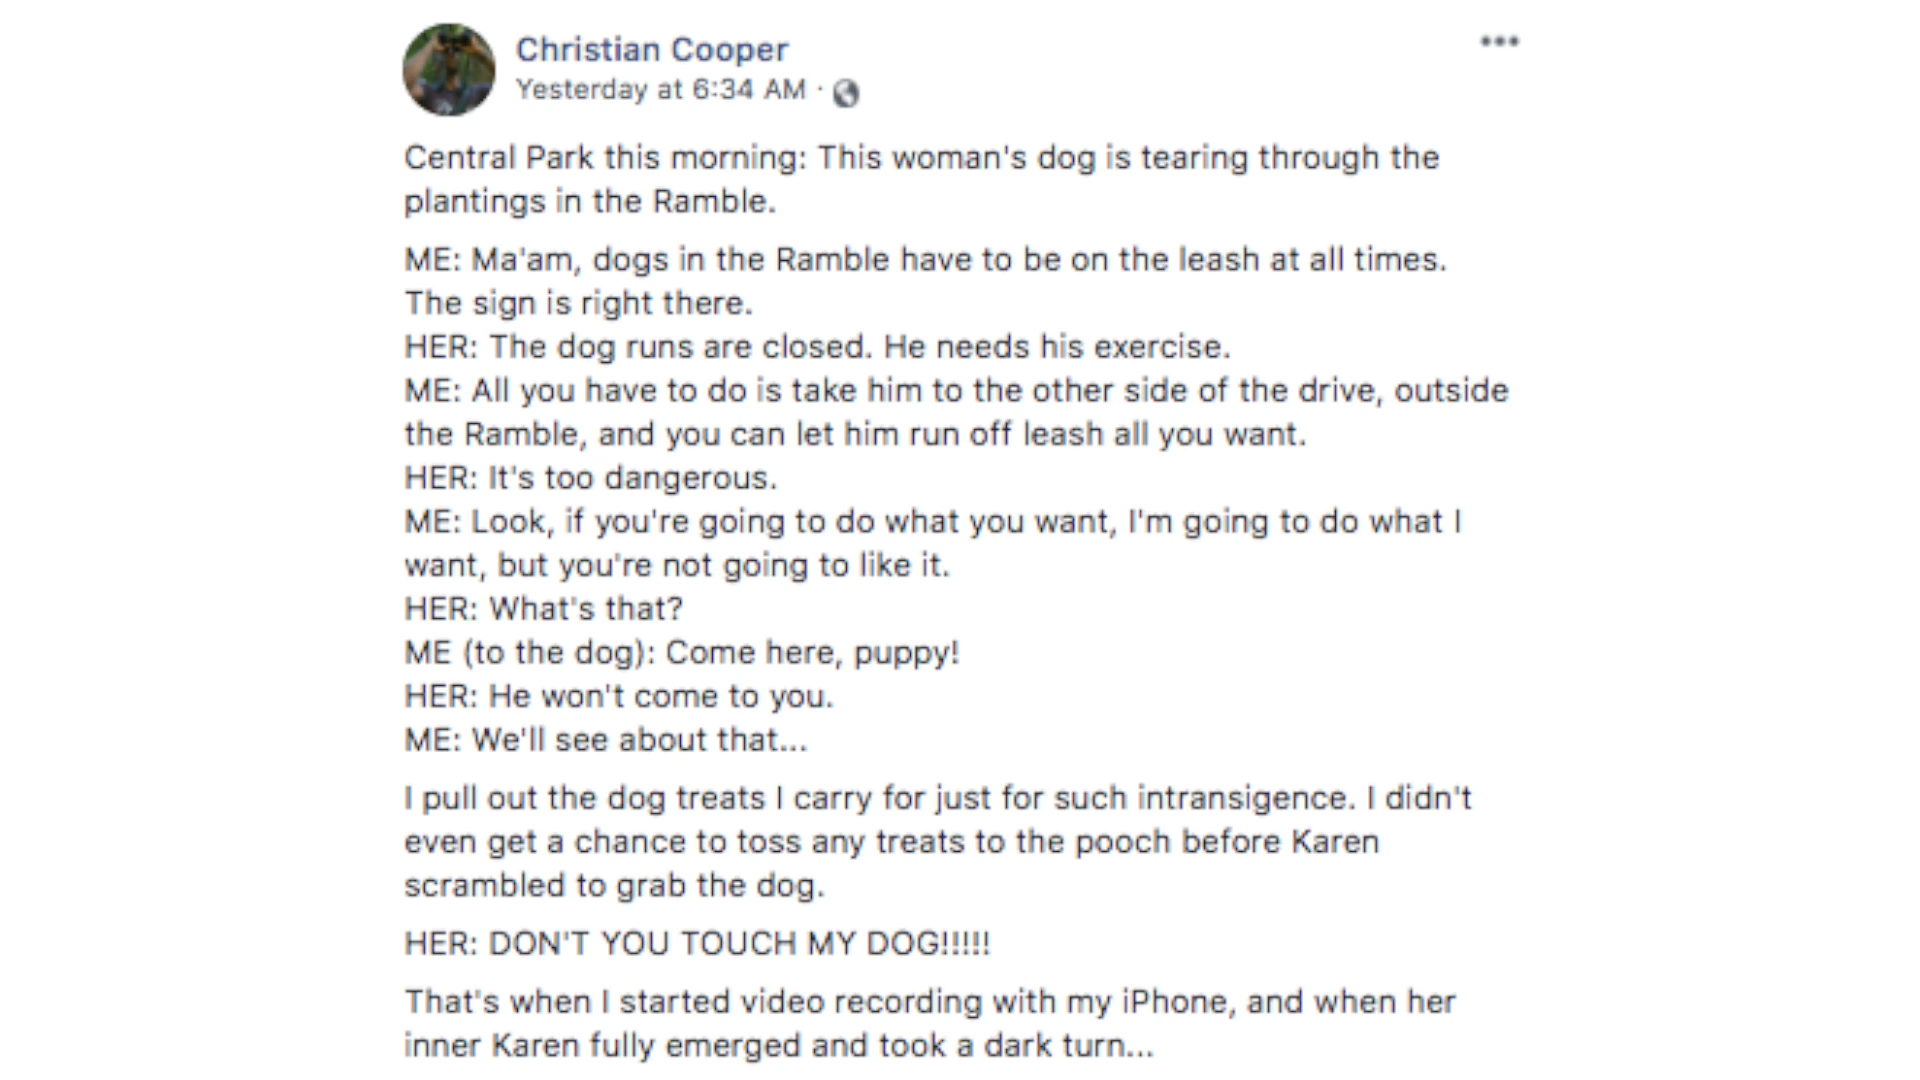 Christian Cooper
Yesterday at 6:34 AM ·
Central Park this morning: This woman's dog is tearing through the
plantings in the Ramble.
ME: Ma'am, dogs in the Ramble have to be on the leash at all times.
The sign is right there.
HER: The dog runs are closed. He needs his exercise.
ME: All you have to do is take him to the other side of the drive, outside
the Ramble, and you can let him run off leash all you want.
HER: It's too dangerous.
ME: Look, if you're going to do what you want, I'm going to do what I
want, but you're not going to like it.
HER: What's that?
ME (to the dog): Come here, puppy!
HER: He won't come to you.
ME: We'll see about that...
I pull out the dog treats I carry for just for such intransigence. I didn't
even get a chance to toss any treats to the pooch before Karen
scrambled to grab the dog.
HER: DON'T YOU TOUCH MY DOG!!!!!
That's when I started video recording with my iPhone, and when her
inner Karen fully emerged and took a dark turn...